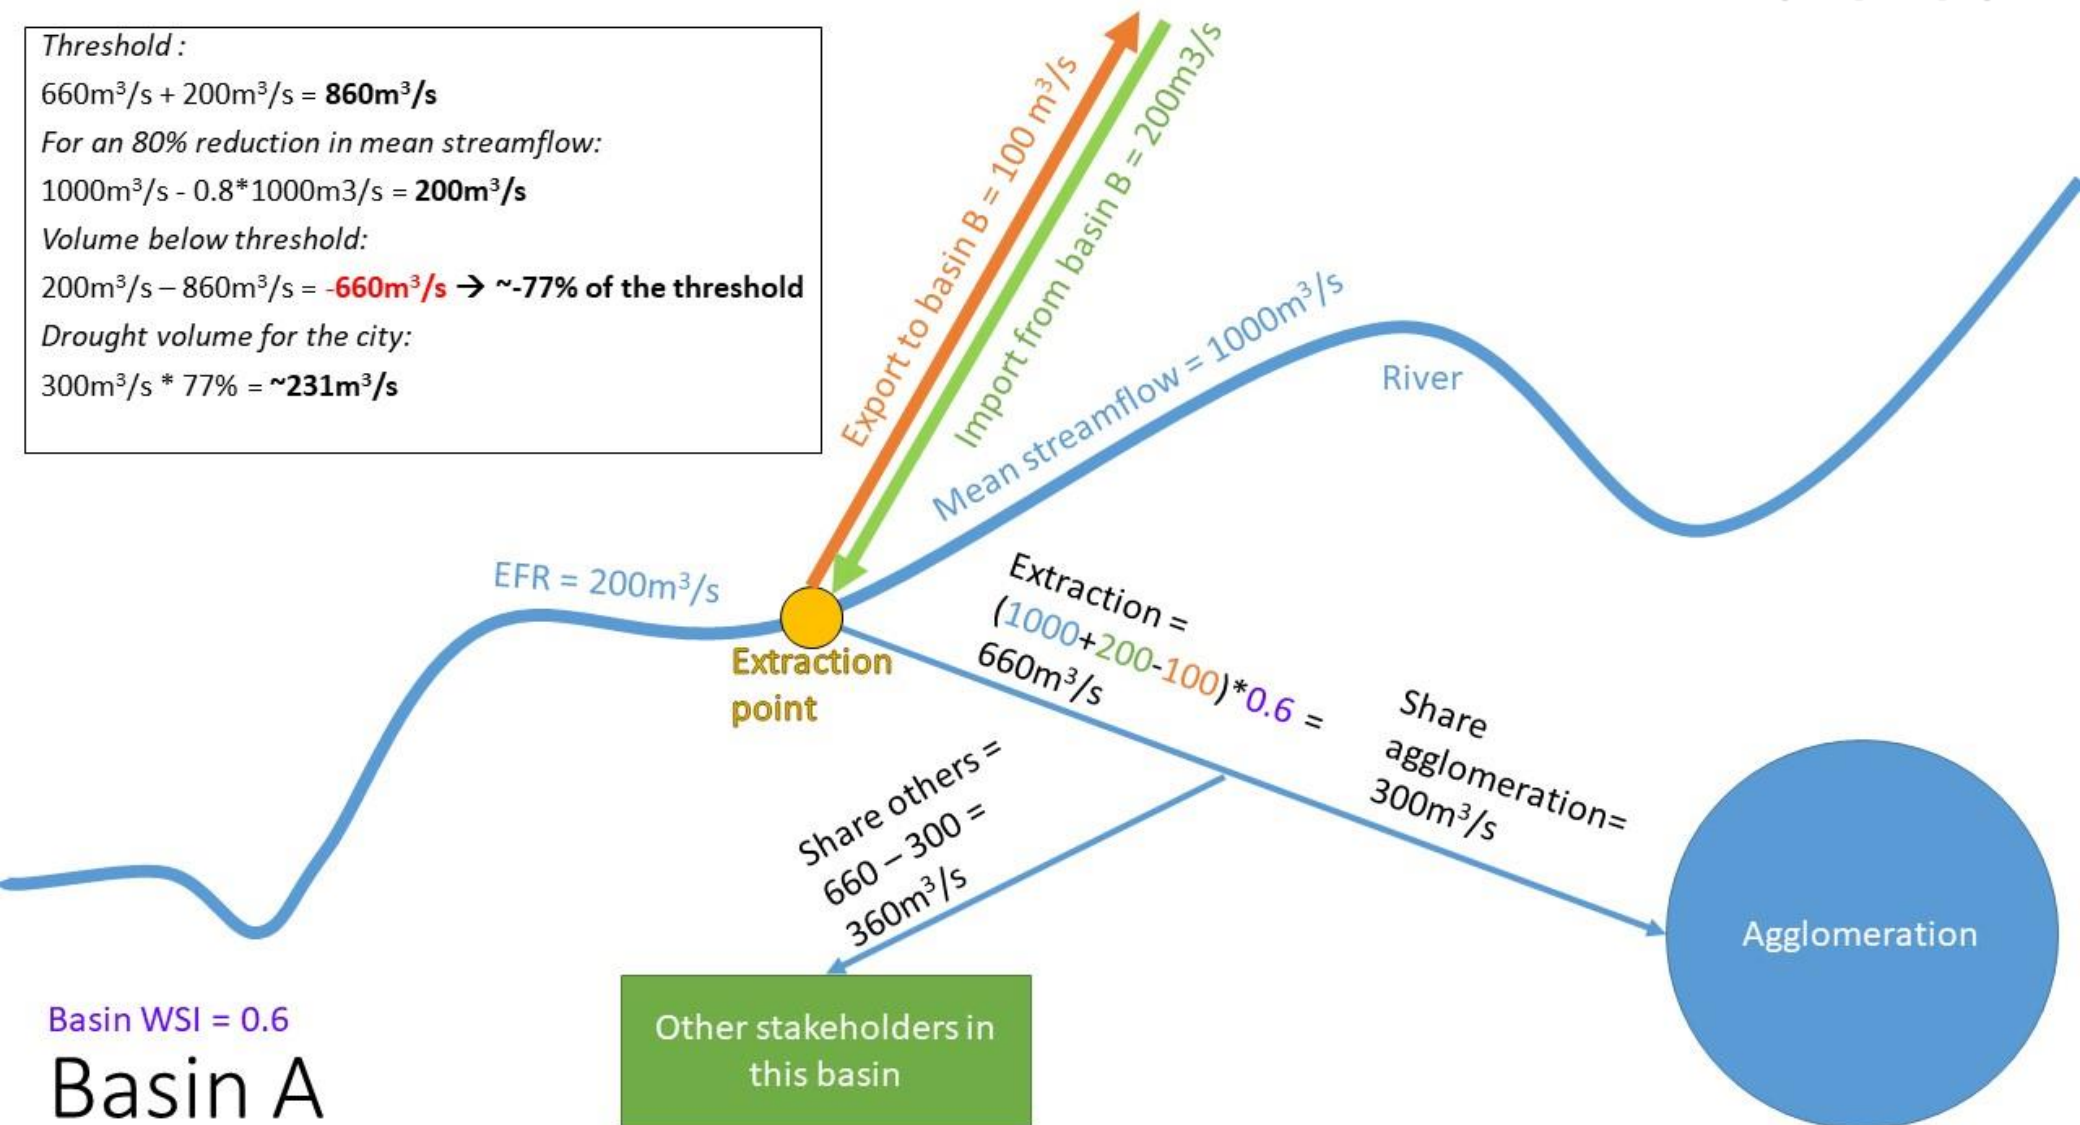 Threshold :
660m³/s + 200m³/s = 860m³/s
For an 80% reduction in mean streamflow:
1000m³/s - 0.8*1000m3/s = 200m³/s
Volume below threshold:
200m³/s – 860m³/s = -660m³/s → ~-77% of the threshold
Drought volume for the city:
300m³/s * 77% = ~231m³/s
Export to basin B = 100 m³/s
Import from basin B = 200m3/s
Mean streamflow = 1000m³/s
River
EFR = 200m³/s
Extraction
point
Extraction =
(1000+200-100)*0.6 =
660m³/s
Share
agglomeration=
300m³/s
Share others =
660 – 300 =
360m³/s
Agglomeration
Other stakeholders in
this basin
Basin WSI = 0.6
Basin A